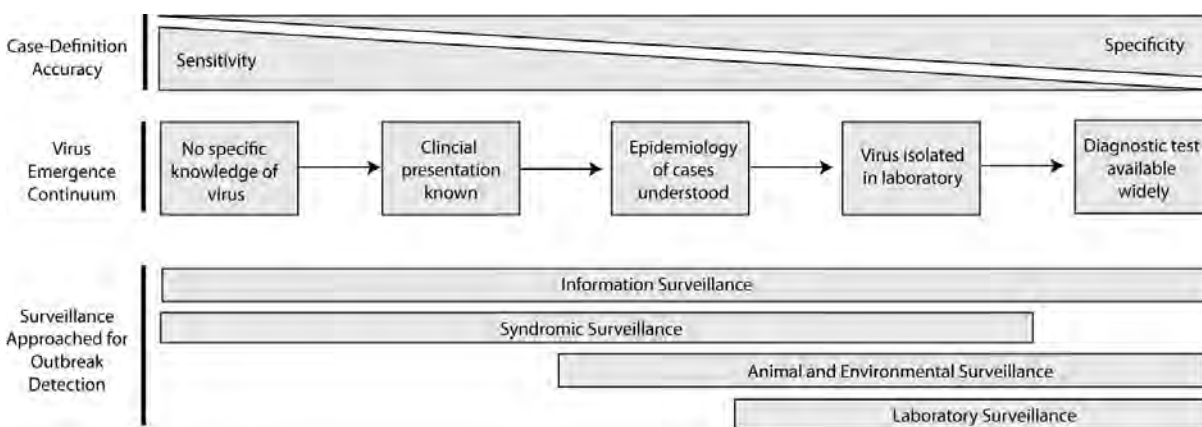 Case-Definition
Accuracy
Sensitivity
Specificity
Virus
Emergence
Continuum
No specific
knowledge of
virus
Clincial
presentation
known
Epidemiology
of cases
understood
Virus isolated
in laboratory
Diagnostic test
available
widely
Surveillance
Approached for
Outbreak
Detection
Information Surveillance
Syndromic Surveillance
Animal and Environmental Surveillance
Laboratory Surveillance